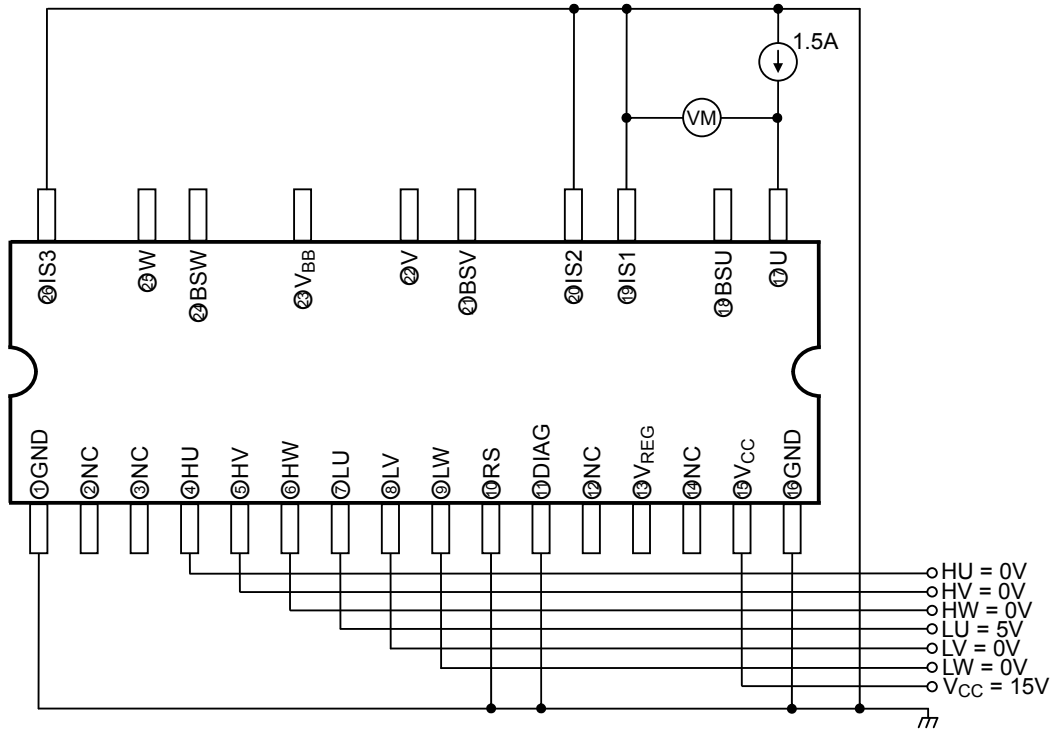 1.5A
VM
㉖IS3
㉕W
㉔BSW
㉓VBB
㉒V
㉑BSV
⑳IS2
⑲IS1
⑱BSU
⑰U
①GND
②NC
③NC
④HU
⑤HV
⑥HW
⑦LU
⑧LV
⑨LW
⑩RS
⑪DIAG
⑫NC
⑬VREG
⑭NC
⑮VCC
⑯GND
HU = 0V
HV = 0V
HW = 0V
LU = 5V
LV = 0V
LW = 0V
VCC = 15V